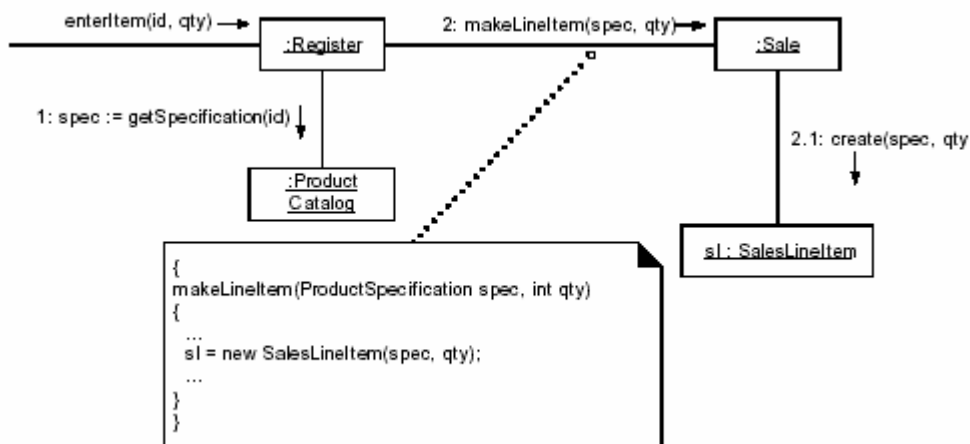 enterItem(id, qty)
:Register
2: makeLineItem(spec, qty)
:Sale
1: spec := getSpecification(id)
2.1: create(spec, qty
:Product
Catalog
sl : SalesLineItem
{
makeLineItem(ProductSpecification spec, int qty)
{
...
sl = new SalesLineItem(spec, qty);
...
}
}